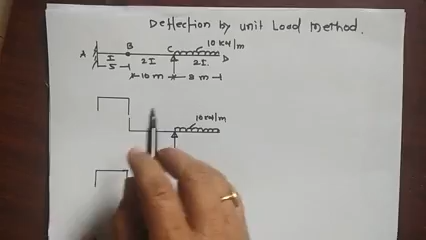 Deflection by unit Load method.
10 kN/m
A B C D
I 2I 2I.
5 10 m 8 m
10 kN/m